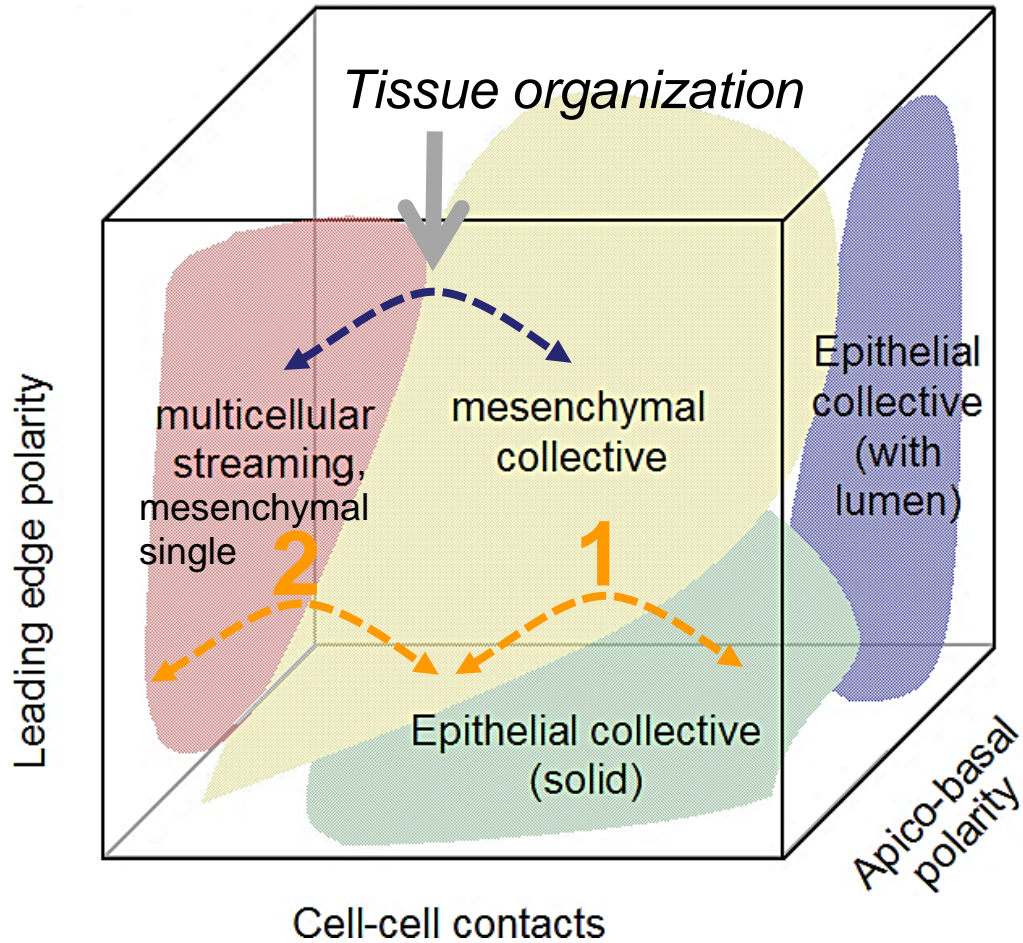 Tissue organization
Leading edge polarity
multicellular
streaming,
mesenchymal
single
mesenchymal
collective
Epithelial
collective
(with
lumen)
2
1
Epithelial collective
(solid)
Apico-basal
polarity
Cell-cell contacts